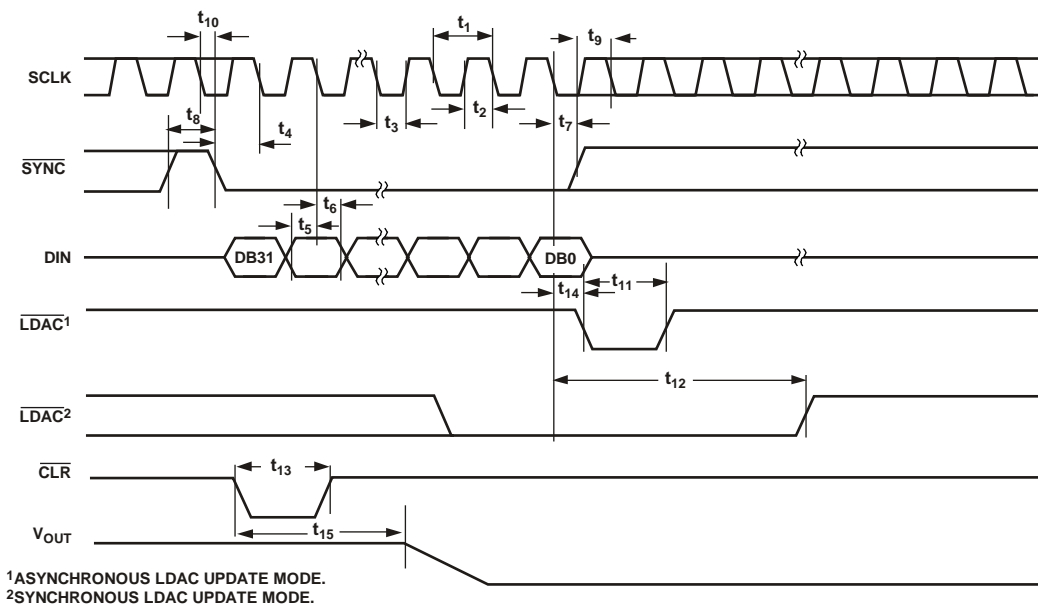 t10
t1
t9
SCLK
t8
t4
t3
t2
t7
SYNC
t6
t5
DIN
DB31
DB0
t14
t11
LDAC1
t12
LDAC2
CLR
t13
t15
VOUT
1ASYNCHRONOUS LDAC UPDATE MODE.
2SYNCHRONOUS LDAC UPDATE MODE.